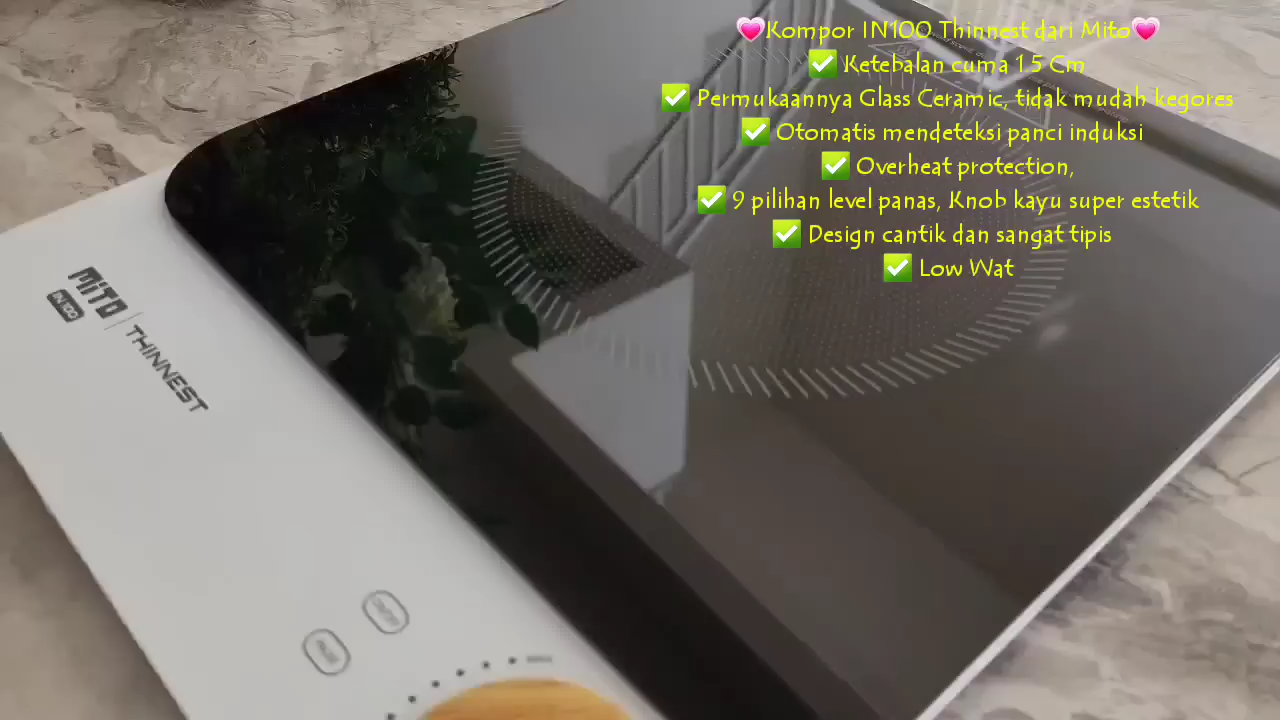 💗Kompor IN100 Thinnest dari Mito💗
✅ Ketebalan cuma 1.5 Cm
✅ Permukaannya Glass Ceramic, tidak mudah kegores
✅ Otomatis mendeteksi panci induksi
✅ Overheat protection,
✅ 9 pilihan level panas, Knob kayu super estetik
✅ Design cantik dan sangat tipis
✅ Low Wat
MITO
IN100
THINNEST